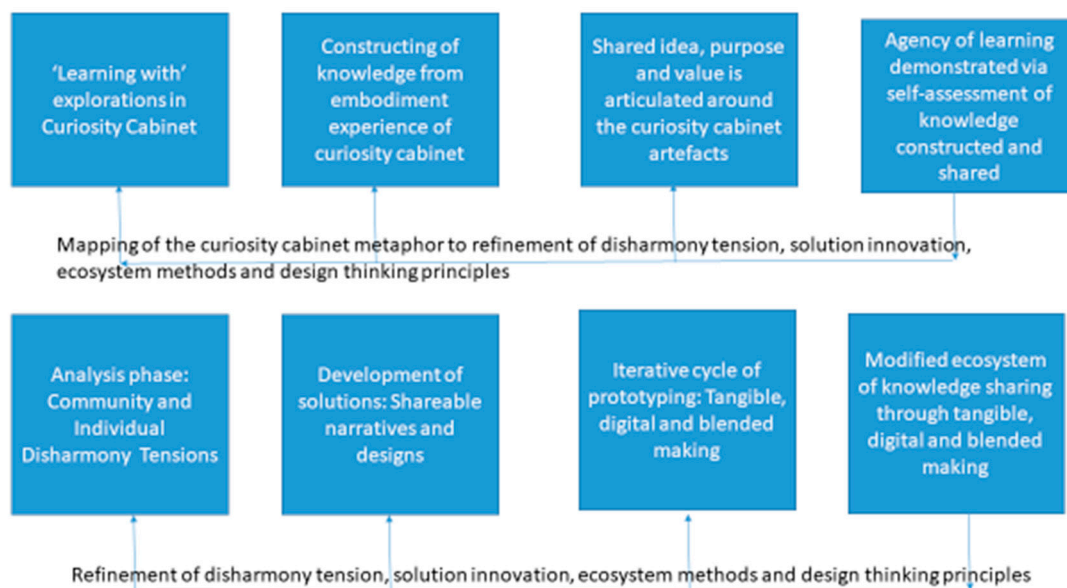 ‘Learning with’
explorations in
Curiosity Cabinet
Constructing of
knowledge from
embodiment
experience of
curiosity cabinet
Shared idea, purpose
and value is
articulated around
the curiosity cabinet
artefacts
Agency of learning
demonstrated via
self-assessment of
knowledge
constructed and
shared
Mapping of the curiosity cabinet metaphor to refinement of disharmony tension, solution innovation,
ecosystem methods and design thinking principles
Analysis phase:
Community and
Individual
Disharmony Tensions
Development of
solutions: Shareable
narratives and
designs
Iterative cycle of
prototyping: Tangible,
digital and blended
making
Modified ecosystem
of knowledge sharing
through tangible,
digital and blended
making
Refinement of disharmony tension, solution innovation, ecosystem methods and design thinking principles